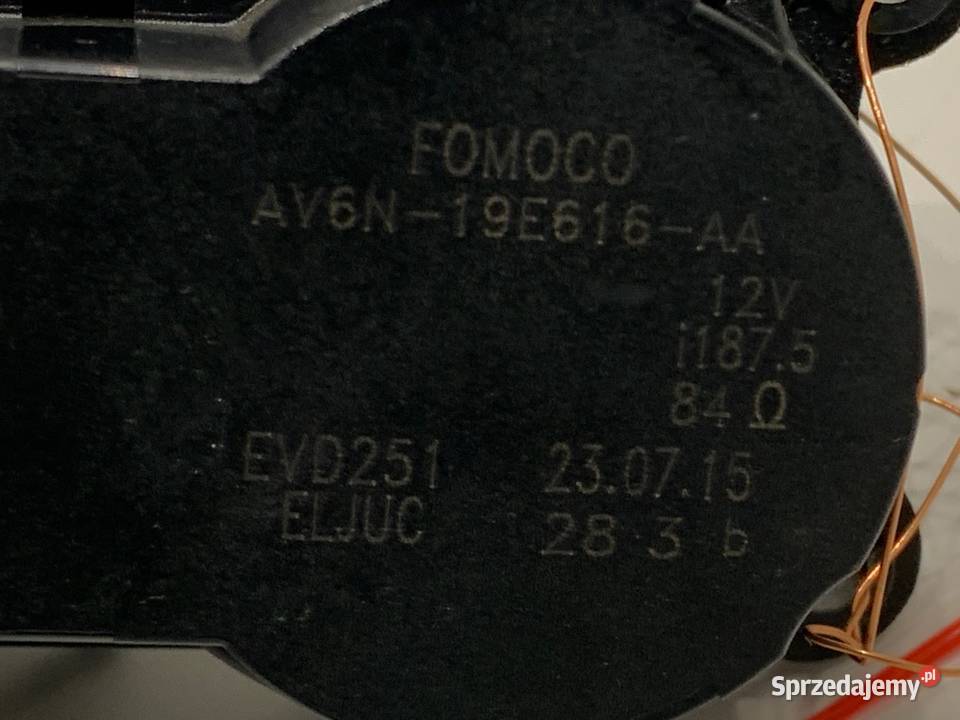 FOMOCO
AV6N-19E616-AA
12V
i187.5
84 Ω
EVD251 23.07.15
ELJUC 28 3 b
Sprzedajemy.pl